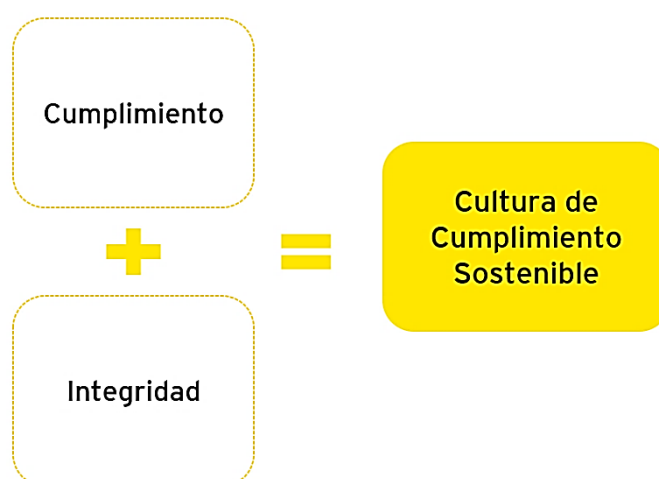 Cumplimiento
+
=
Integridad
Cultura de
Cumplimiento
Sostenible